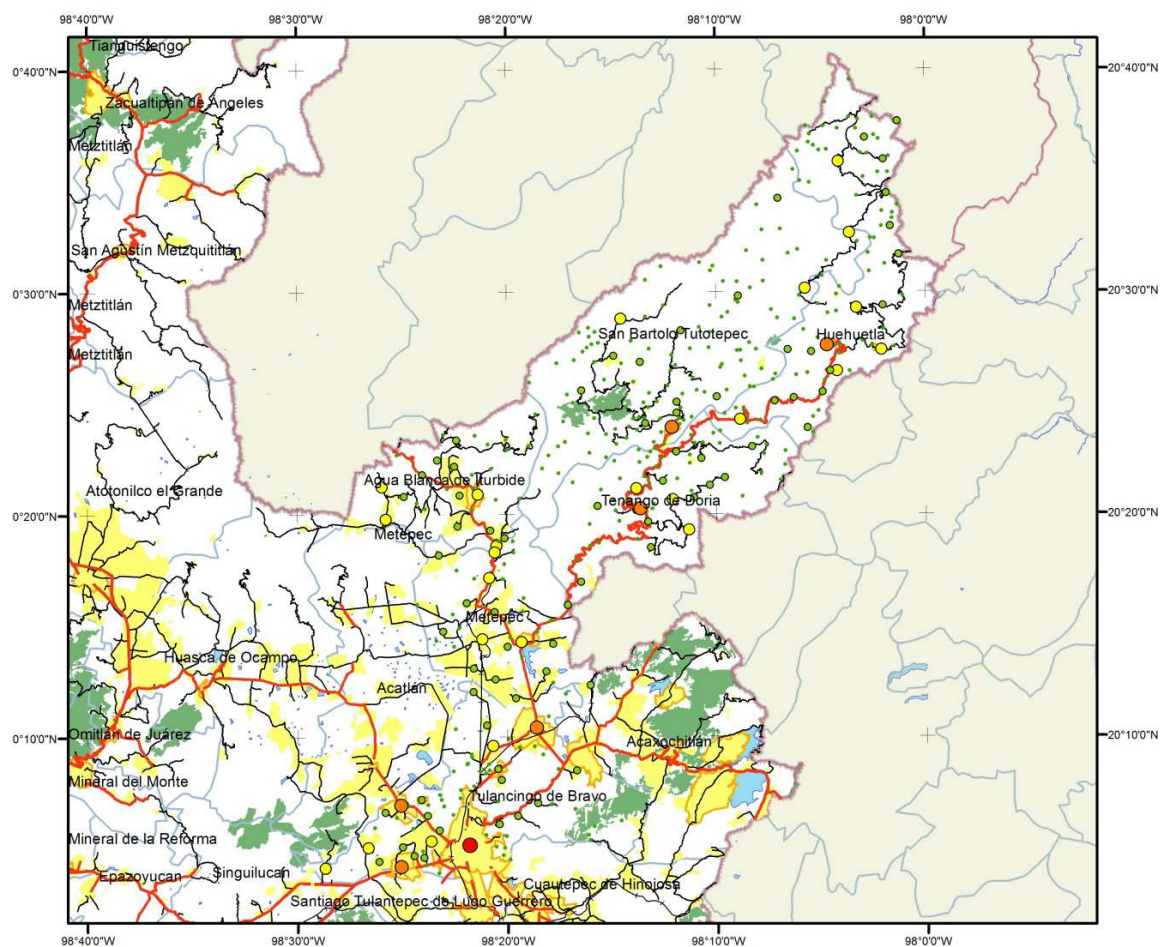 98°40'0"W 98°30'0"W 98°20'0"W 98°10'0"W 98°0'0"W
Tianguistengo
0°40'0"N 20°40'0"N
Zacualtipán de Ángeles
Metztitlán
San Agustín Metzquititlán
Metztitlán
0°30'0"N 20°30'0"N
San Bartolo Tutotepec Huehuetla
Metztitlán
Agua Blanca de Iturbide
Atotonilco el Grande Tenango de Doria
0°20'0"N 20°20'0"N
Metepec
Metepec
Huasca de Ocampo
Acatlán
Omitlán de Juárez Acaxochitlán
0°10'0"N 20°10'0"N
Mineral del Monte
Tulancingo de Bravo
Mineral de la Reforma
Epazoyucan Singuilucan Cuautepec de Hinojosa
Santiago Tulantepec de Lugo Guerrero
98°40'0"W 98°30'0"W 98°20'0"W 98°10'0"W 98°0'0"W